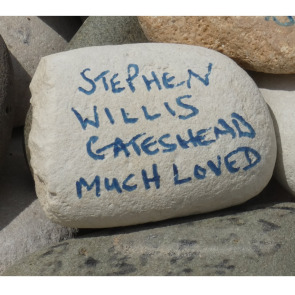 STEPHEN
WILLIS
GATESHEAD
MUCH LOVED